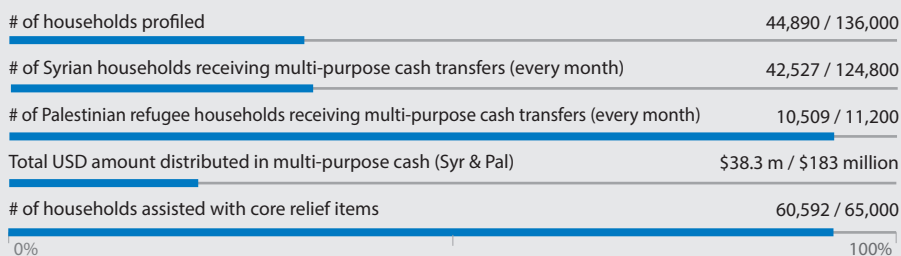 # of households profiled 44,890 / 136,000
# of Syrian households receiving multi-purpose cash transfers (every month) 42,527 / 124,800
# of Palestinian refugee households receiving multi-purpose cash transfers (every month) 10,509 / 11,200
Total USD amount distributed in multi-purpose cash (Syr & Pal) $38.3 m / $183 million
# of households assisted with core relief items 60,592 / 65,000
0% 100%